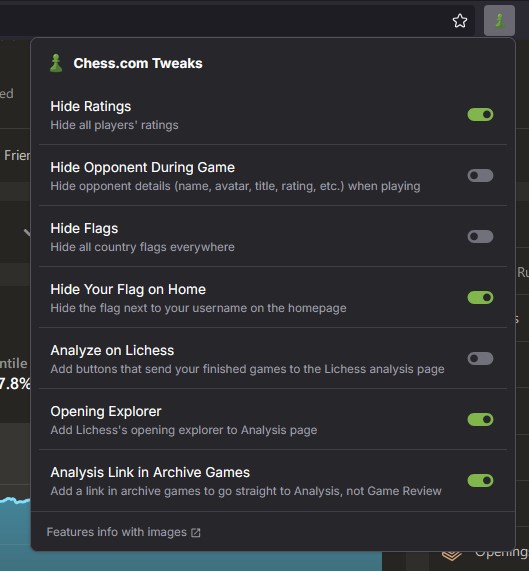 Chess.com Tweaks
ed
Hide Ratings
Hide all players' ratings
Frier
Hide Opponent During Game
Hide opponent details (name, avatar, title, rating, etc.) when playing
Hide Flags
Hide all country flags everywhere
Ru
Hide Your Flag on Home
Hide the flag next to your username on the homepage
s
Analyze on Lichess
Add buttons that send your finished games to the Lichess analysis page
ntile
7.8%
Opening Explorer
Add Lichess's opening explorer to Analysis page
Analysis Link in Archive Games
Add a link in archive games to go straight to Analysis, not Game Review
Features info with images
Openings